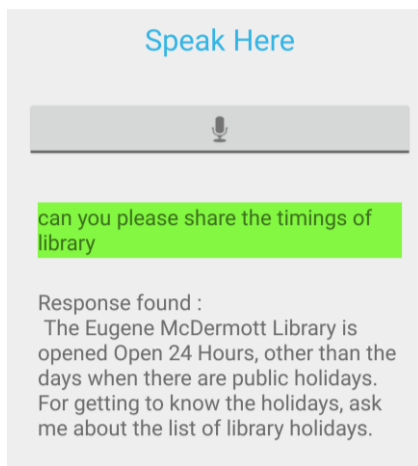 Speak Here
can you please share the timings of
library
Response found :
The Eugene McDermott Library is
opened Open 24 Hours, other than the
days when there are public holidays.
For getting to know the holidays, ask
me about the list of library holidays.